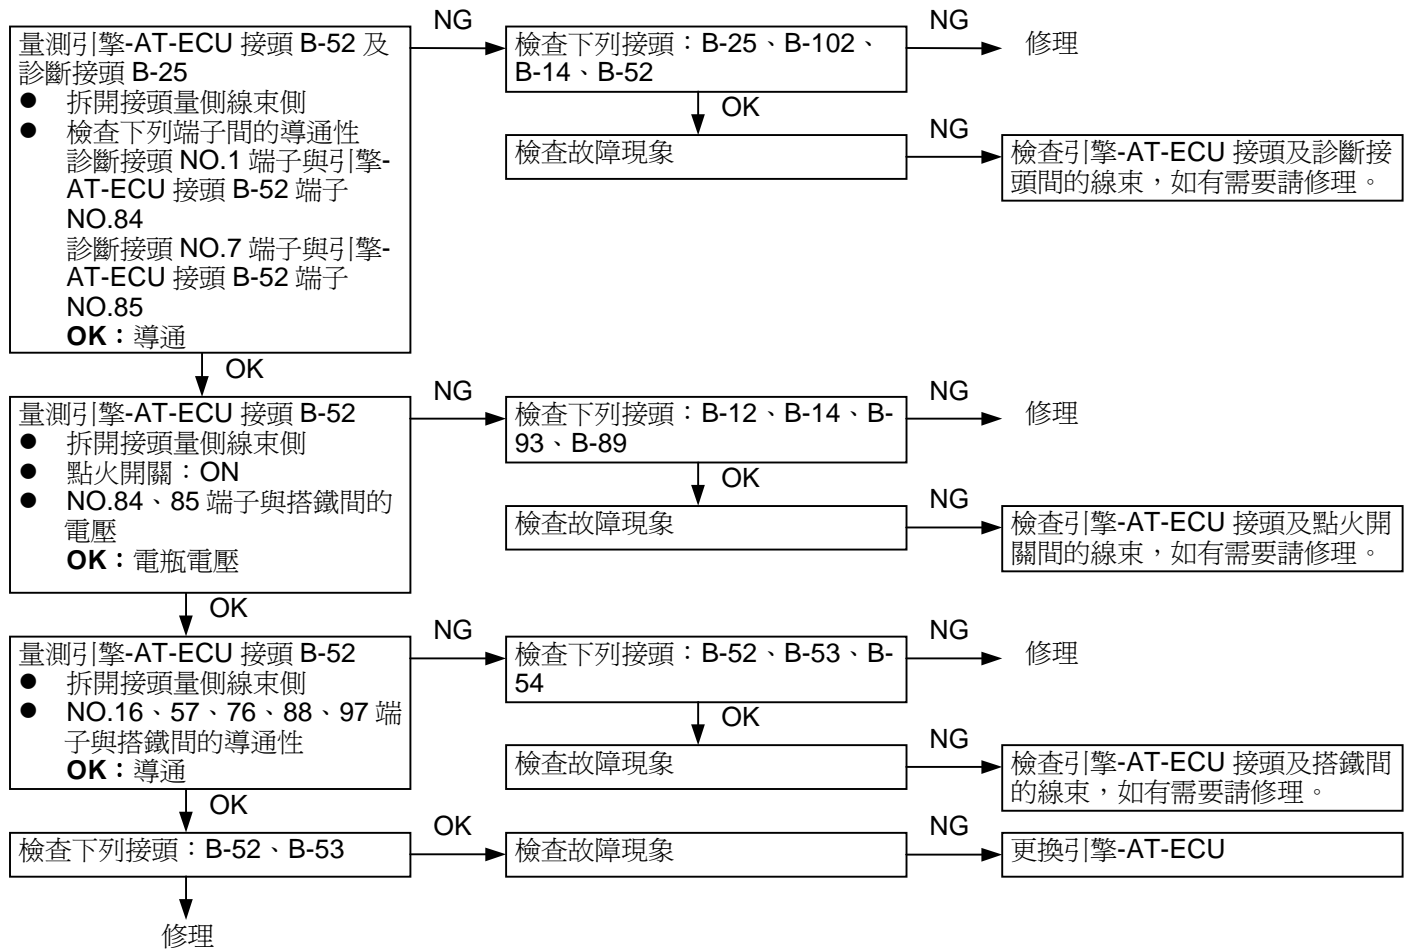 NG
NG
量測引擎-AT-ECU 接頭 B-52 及
診斷接頭 B-25
● 拆開接頭量側線束側
● 檢查下列端子間的導通性
診斷接頭 NO.1 端子與引擎-
AT-ECU 接頭 B-52 端子
NO.84
診斷接頭 NO.7 端子與引擎-
AT-ECU 接頭 B-52 端子
NO.85
OK：導通
檢查下列接頭：B-25、B-102、
B-14、B-52
修理
OK
NG
檢查故障現象
檢查引擎-AT-ECU 接頭及診斷接
頭間的線束，如有需要請修理。
OK
NG
NG
量測引擎-AT-ECU 接頭 B-52
● 拆開接頭量側線束側
● 點火開關：ON
● NO.84、85 端子與搭鐵間的
電壓
OK：電瓶電壓
檢查下列接頭：B-12、B-14、B-
93、B-89
修理
OK
NG
檢查故障現象
檢查引擎-AT-ECU 接頭及點火開
關間的線束，如有需要請修理。
OK
NG
NG
量測引擎-AT-ECU 接頭 B-52
● 拆開接頭量側線束側
● NO.16、57、76、88、97 端
子與搭鐵間的導通性
OK：導通
檢查下列接頭：B-52、B-53、B-
54
修理
OK
NG
檢查故障現象
檢查引擎-AT-ECU 接頭及搭鐵間
的線束，如有需要請修理。
OK
OK
NG
檢查下列接頭：B-52、B-53
檢查故障現象
更換引擎-AT-ECU
修理